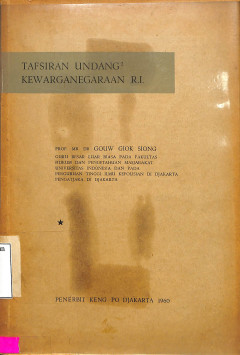 TAFSIRAN UNDANG²
KEWARGANEGARAAN R.I.
PROF MR DR GOUW GIOK SIONG
GURU BESAR LUAR BIASA PADA FAKULTAS
HUKUM DAN PENGETAHUAN MASJARAKAT
UNIVERSITAS INDONESIA DAN PADA
PERGURUAN TINGGI ILMU KEPOLISIAN DI DJAKARTA
PENGATJARA DI DJAKARTA
PENERBIT KENG PO DJAKARTA 1960